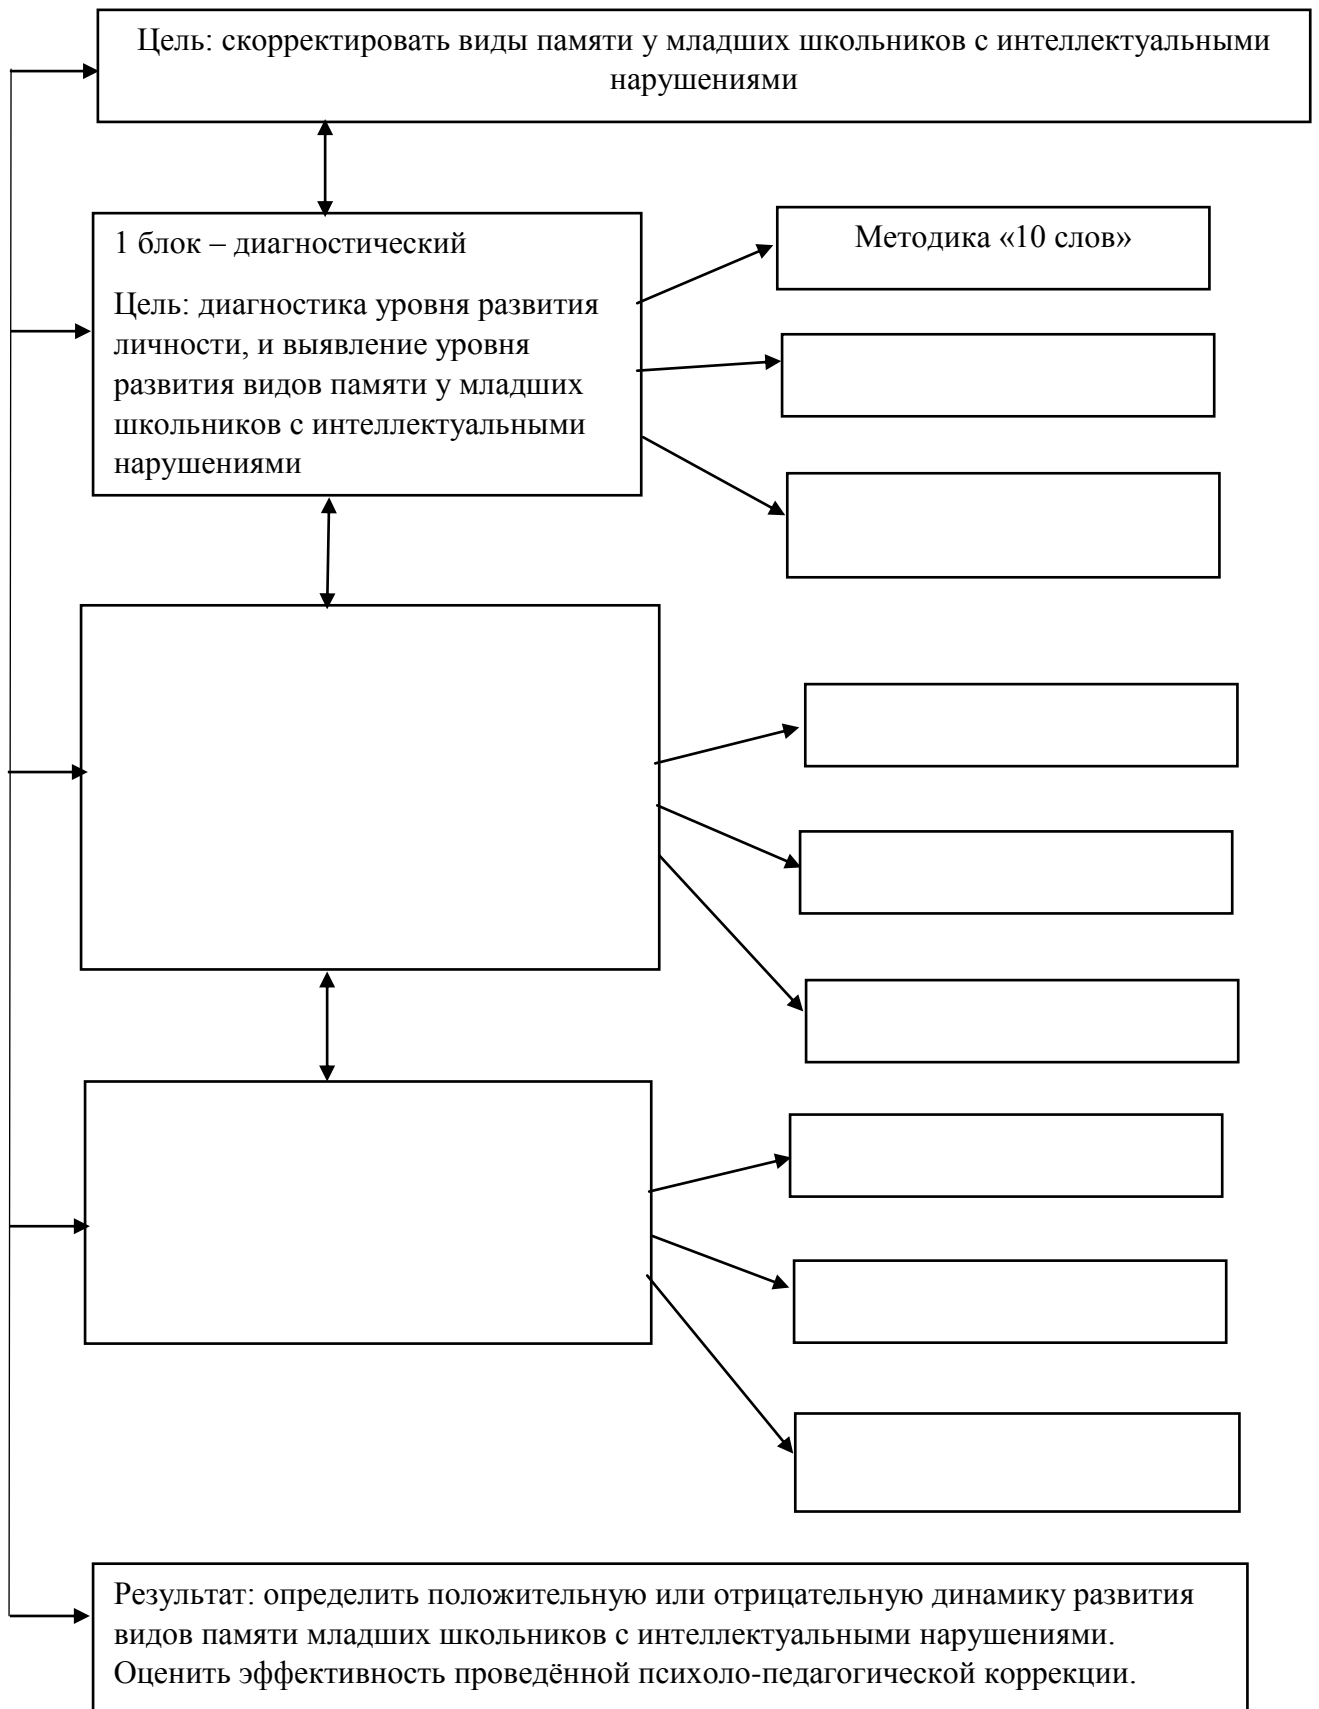 Цель: скорректировать виды памяти у младших школьников с интеллектуальными
нарушениями
1 блок – диагностический
Цель: диагностика уровня развития
личности, и выявление уровня
развития видов памяти у младших
школьников с интеллектуальными
нарушениями
Методика «10 слов»
Результат: определить положительную или отрицательную динамику развития
видов памяти младших школьников с интеллектуальными нарушениями.
Оценить эффективность проведённой психоло-педагогической коррекции.